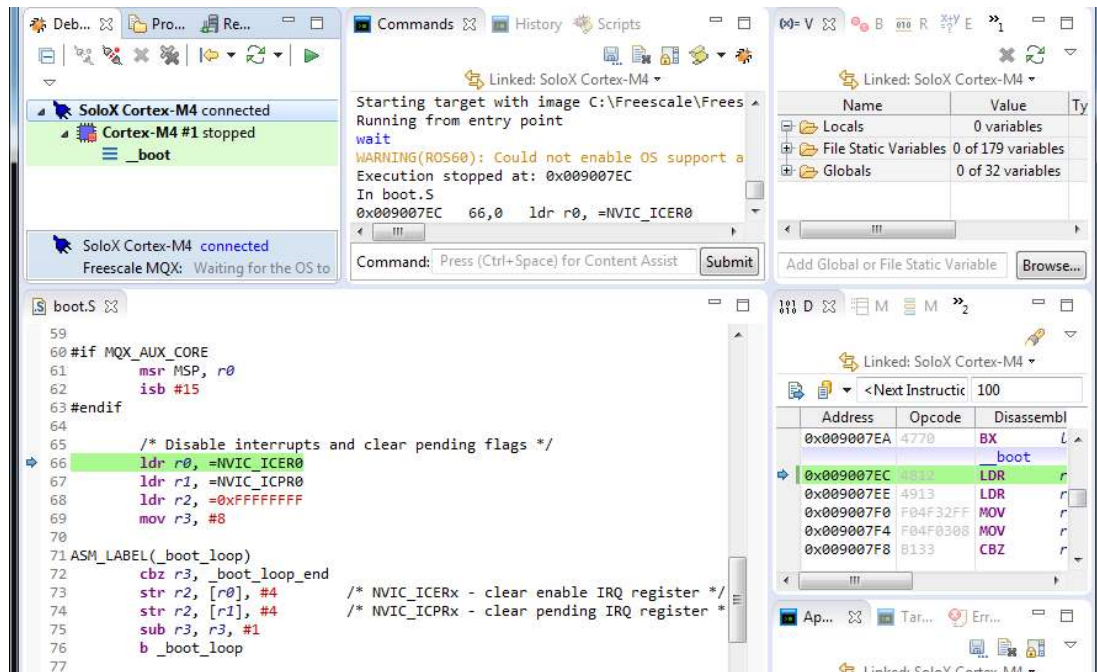 Deb...
Pro...
Re...
SoloX Cortex-M4 connected
Cortex-M4 #1 stopped
__boot
SoloX Cortex-M4 connected
Freescale MQX: Waiting for the OS to
Commands
History
Scripts
Linked: SoloX Cortex-M4
Starting target with image C:\Freescale\Frees
Running from entry point
wait
WARNING(ROS60): Could not enable OS support a
Execution stopped at: 0x009007EC
In boot.S
0x009007EC 66,0 ldr r0, =NVIC_ICER0
Command: Press (Ctrl+Space) for Content Assist Submit
(x)= V
B
010 R
x+y E
»1
Linked: SoloX Cortex-M4
Name Value Ty
Locals 0 variables
File Static Variables 0 of 179 variables
Globals 0 of 32 variables
Add Global or File Static Variable Browse...
boot.S
59
60 #if MQX_AUX_CORE
61 msr MSP, r0
62 isb #15
63 #endif
64
65 /* Disable interrupts and clear pending flags */
66 ldr r0, =NVIC_ICER0
67 ldr r1, =NVIC_ICPR0
68 ldr r2, =0xFFFFFFFF
69 mov r3, #8
70
71 ASM_LABEL(_boot_loop)
72 cbz r3, _boot_loop_end
73 str r2, [r0], #4 /* NVIC_ICERx - clear enable IRQ register */
74 str r2, [r1], #4 /* NVIC_ICPRx - clear pending IRQ register *
75 sub r3, r3, #1
76 b _boot_loop
77
D
M
M
»2
Linked: SoloX Cortex-M4
<Next Instructic 100
Address Opcode Disassembl
0x009007EA 4770 BX l
__boot
0x009007EC 4812 LDR r
0x009007EE 4913 LDR r
0x009007F0 F04F32FF MOV r
0x009007F4 F04F0308 MOV r
0x009007F8 B133 CBZ r
Ap...
Tar...
Err...
Linked: SoloX Cortex-M4